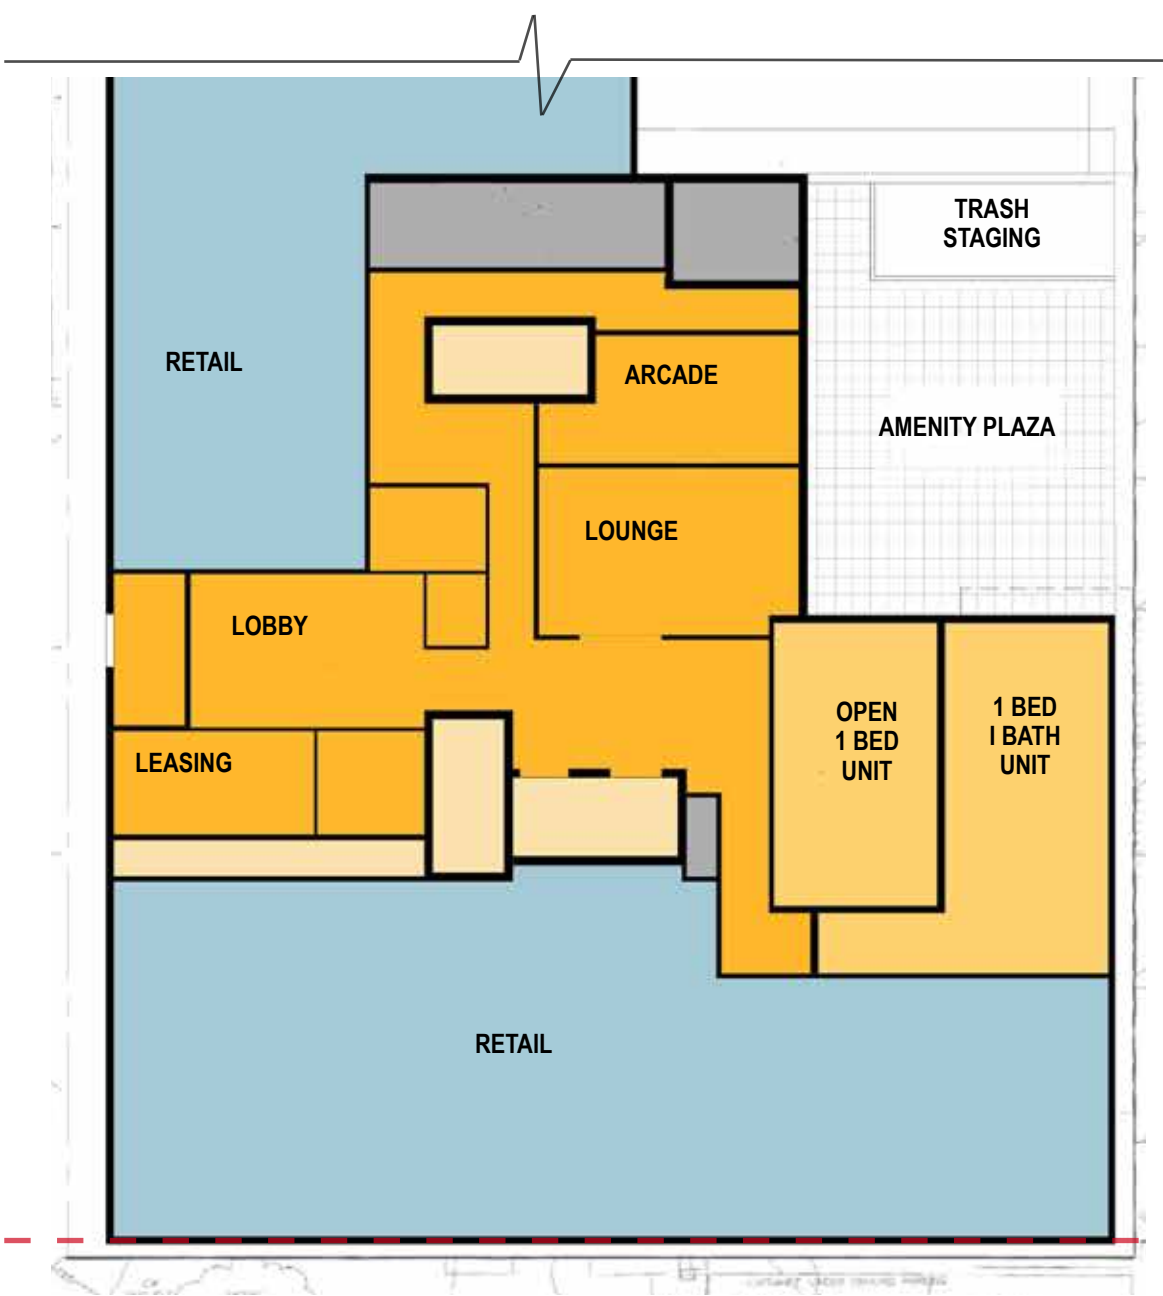 TRASH
STAGING
RETAIL
ARCADE
AMENITY PLAZA
LOUNGE
LOBBY
OPEN
1 BED
UNIT
1 BED
I BATH
UNIT
LEASING
RETAIL